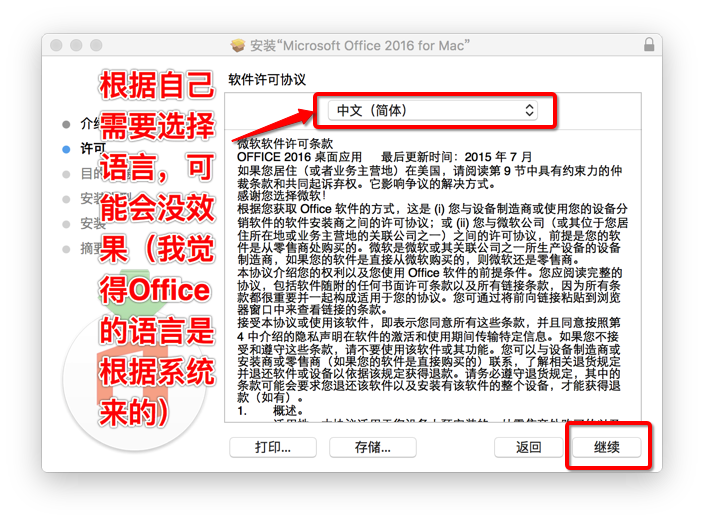 安装“Microsoft Office 2016 for Mac”
根据自己
需要选择
语言，可
能会没效
果（我觉
得Office
的语言是
根据系统
来的）
介绍
许可
安装
软件许可协议
中文（简体）
微软软件许可条款
OFFICE 2016 桌面应用 最后更新时间：2015 年 7 月
如果您居住（或者业务主营地）在美国，请阅读第 9 节中具有约束力的仲
裁条款和共同起诉弃权。它影响争议的解决方式。
感谢您选择微软！
根据您获取 Office 软件的方式，这是 (i) 您与设备制造商或使用您的设备分
销软件的软件安装商之间的许可协议；或 (ii) 您与微软公司（或其位于您居
住所在地或业务主营地的关联公司之一）之间的许可协议，前提是您的软
件是从零售商处购买的。微软是微软或其关联公司之一所生产设备的设备
制造商，如果您的软件是直接从微软购买的，则微软还是零售商。
本协议介绍您的权利以及您使用 Office 软件的前提条件。您应阅读完整的
协议，包括软件随附的任何书面许可条款以及所有链接条款，因为所有条
款都很重要并一起构成适用于您的协议。您可通过将前向链接粘贴到浏览
器窗口中来查看链接的条款。
接受本协议或使用该软件，即表示您同意所有这些条款，并且同意按照第
4 中介绍的隐私声明在软件的激活和使用期间传输特定信息。如果您不接
受和遵守这些条款，请不要使用该软件或其功能。您可以与设备制造商或
安装商或零售商（如果您的软件是直接购买的）联系，了解相关退货规定
并退还软件或设备以依据该规定获得退款。请务必遵守退货规定，其中的
条款可能会要求您退还该软件以及安装有该软件的整个设备，才能获得退
款（如有）。
1. 概述。
打印...
存储...
返回
继续